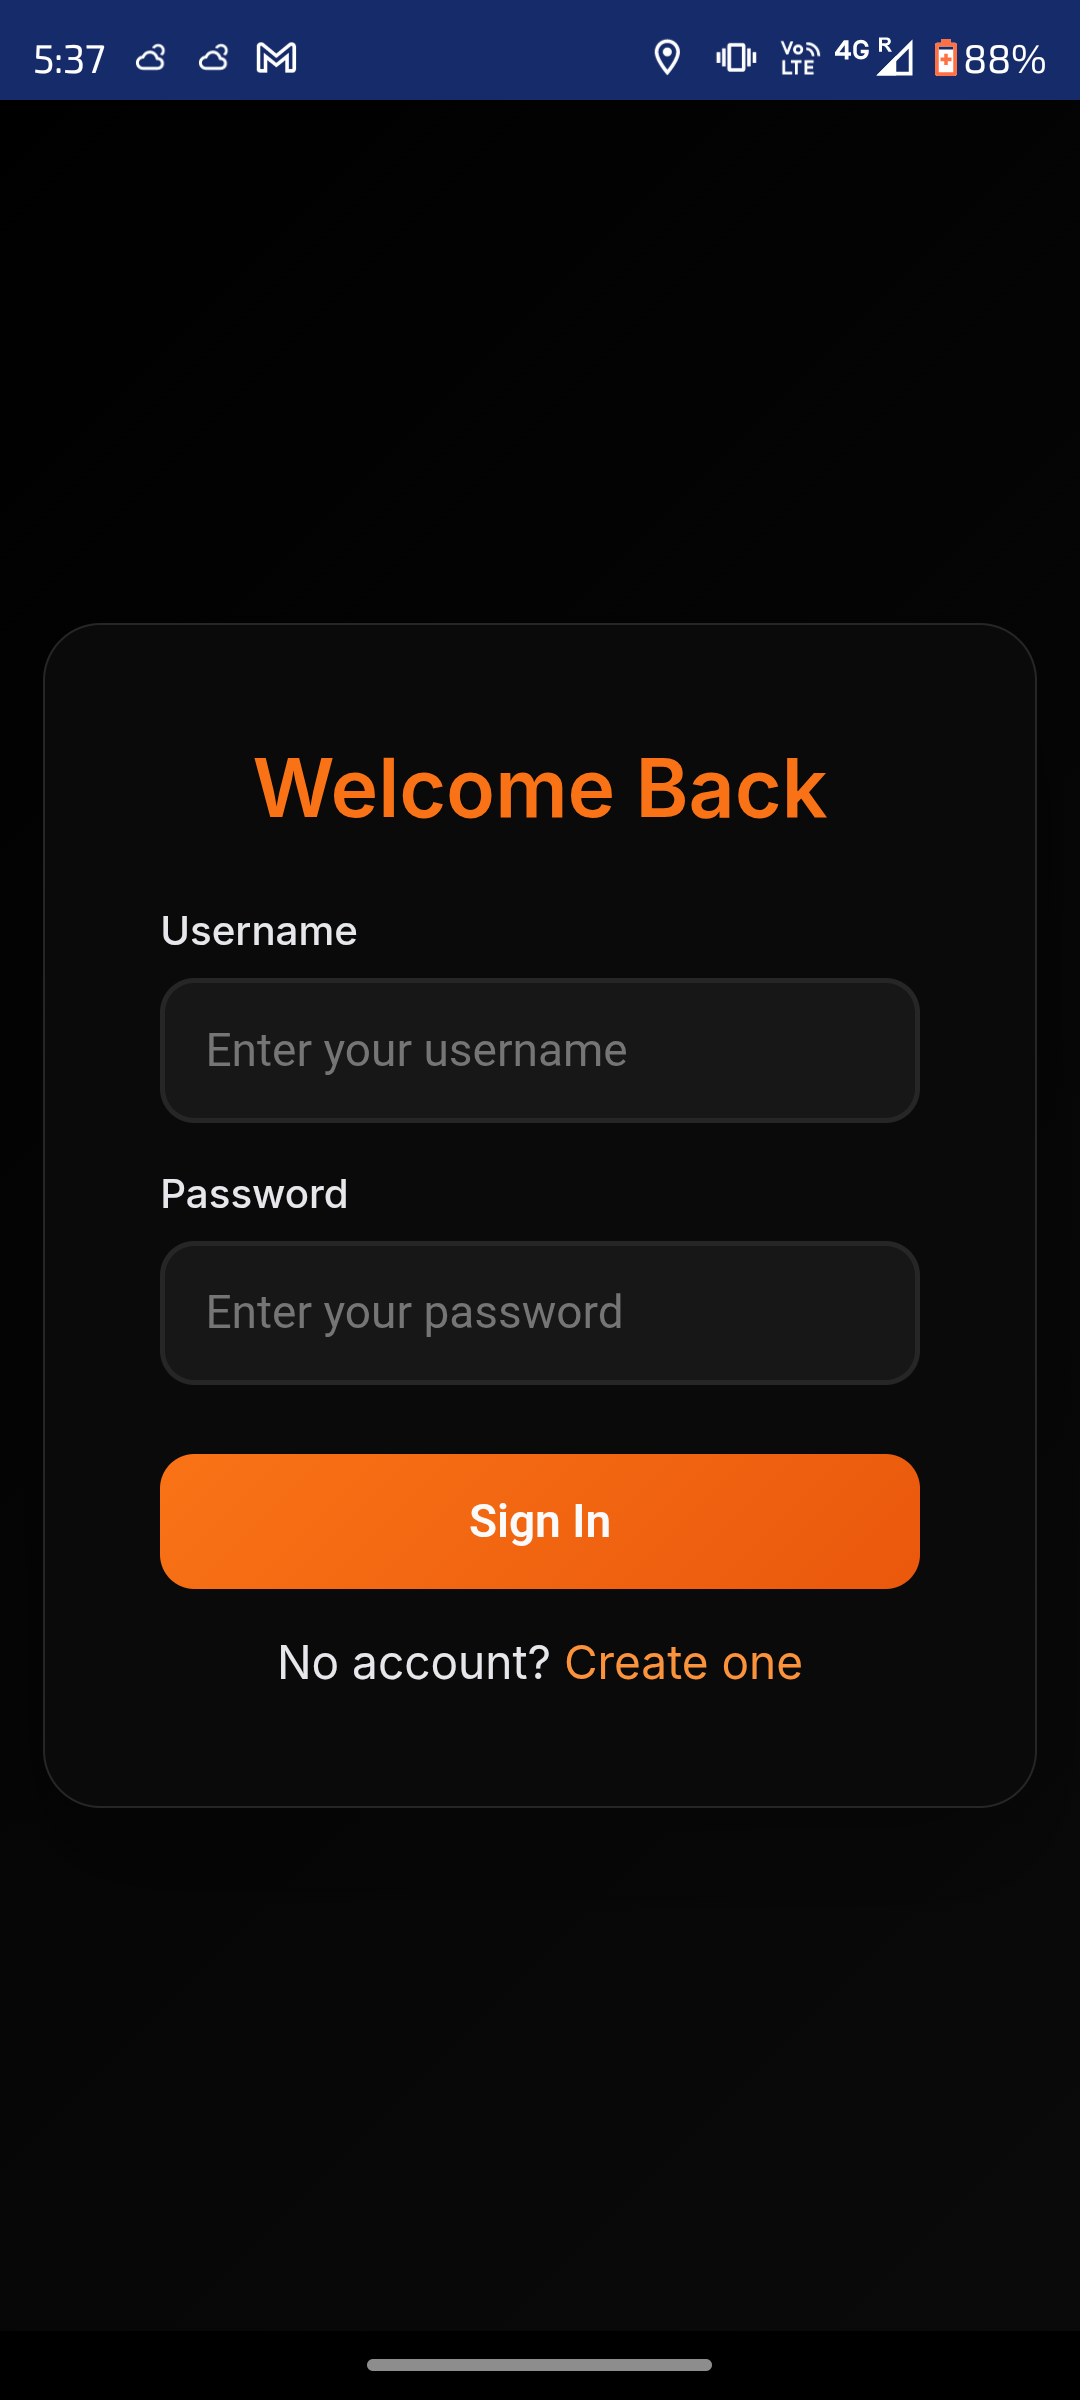 5:37 Vo LTE 4G R 88%
Welcome Back
Username
Enter your username
Password
Enter your password
Sign In
No account? Create one